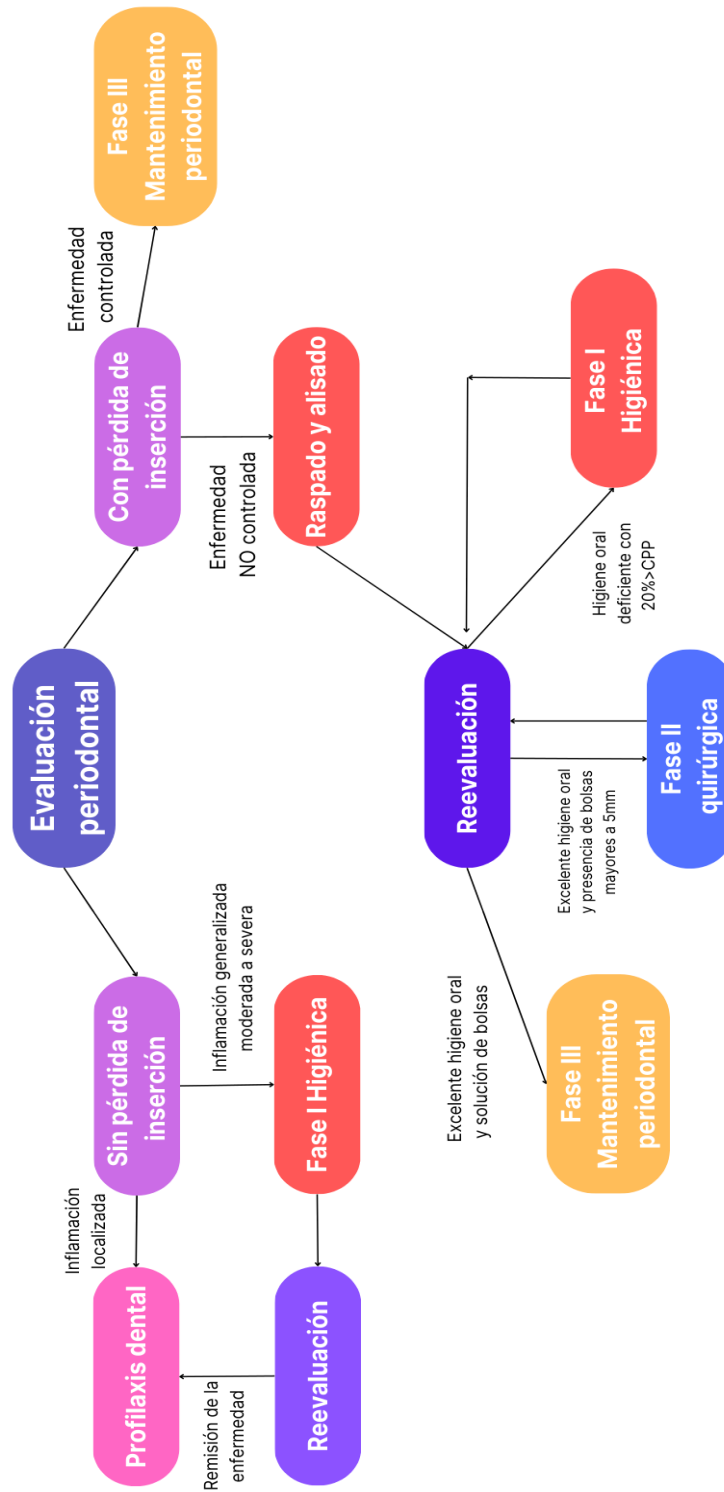 Evaluación
periodontal
Sin pérdida de
inserción
Con pérdida de
inserción
Inflamación
localizada
Inflamación generalizada
moderada a severa
Enfermedad
controlada
Enfermedad
NO controlada
Profilaxis dental
Fase I Higiénica
Raspado y alisado
Fase III
Mantenimiento
periodontal
Remisión de la
enfermedad
Reevaluación
Reevaluación
Excelente higiene oral
y solución de bolsas
Excelente higiene oral
y presencia de bolsas
mayores a 5mm
Higiene oral
deficiente con
20%>CPP
Fase III
Mantenimiento
periodontal
Fase II
quirúrgica
Fase I
Higiénica